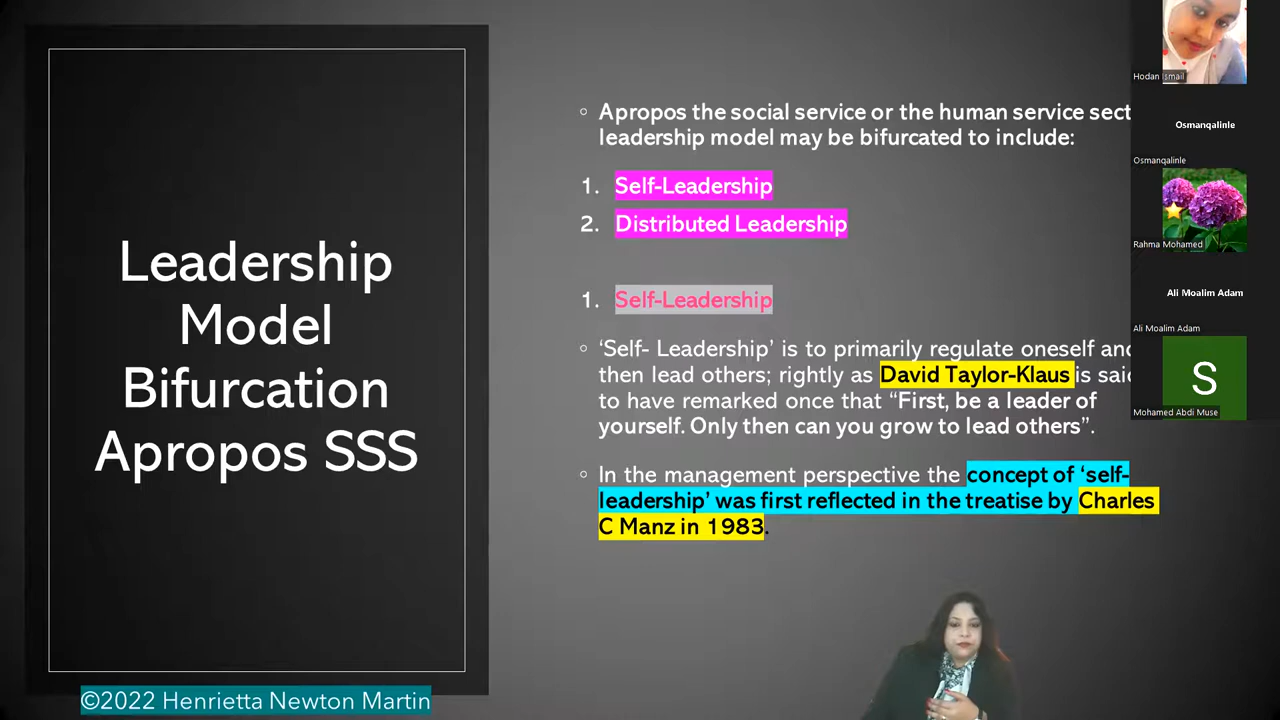 Leadership
Model
Bifurcation
Apropos SSS
©2022 Henrietta Newton Martin
Apropos the social service or the human service sect
leadership model may be bifurcated to include:
1. Self-Leadership
2. Distributed Leadership
1. Self-Leadership
‘Self- Leadership’ is to primarily regulate oneself and
then lead others; rightly as David Taylor-Klaus is said
to have remarked once that “First, be a leader of
yourself. Only then can you grow to lead others”.
In the management perspective the concept of ‘self-
leadership’ was first reflected in the treatise by Charles
C Manz in 1983.
Hodan Ismail
Osmanqalinle
Osmanqalinle
Rahma Mohamed
Ali Moalim Adam
Ali Moalim Adam
S
Mohamed Abdi Muse